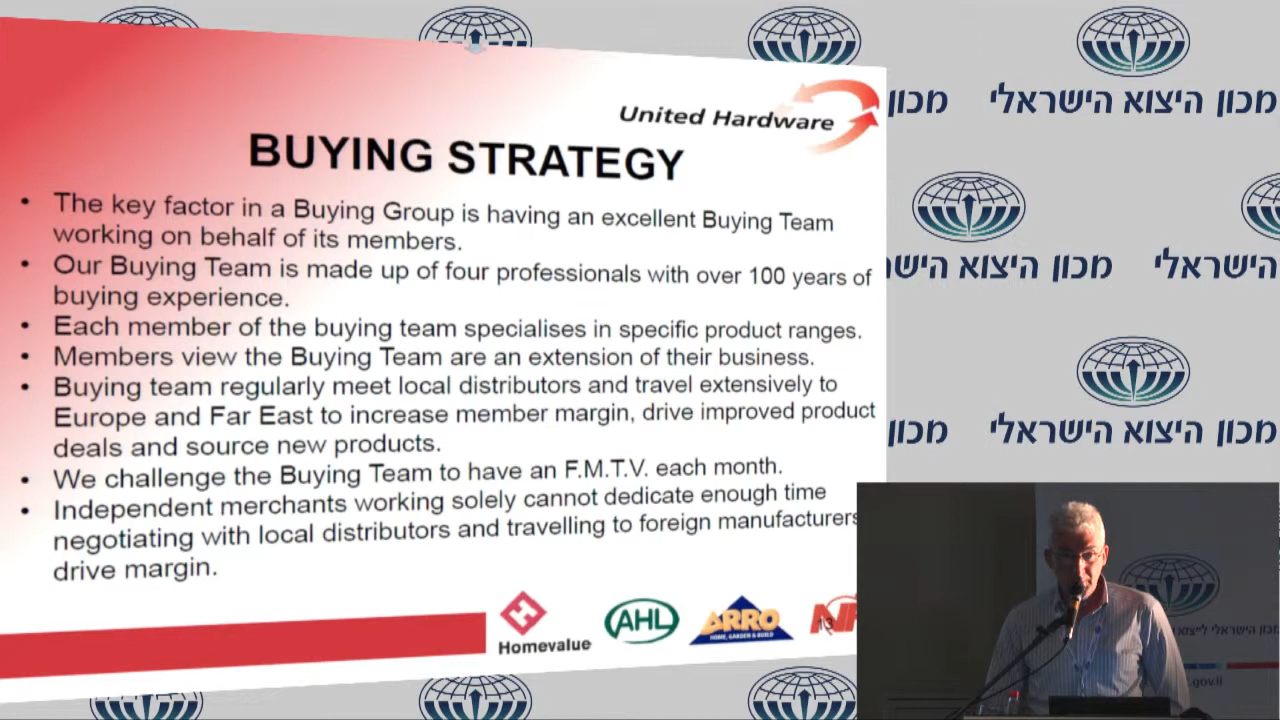 United Hardware
BUYING STRATEGY
• The key factor in a Buying Group is having an excellent Buying Team
working on behalf of its members.
• Our Buying Team is made up of four professionals with over 100 years of
buying experience.
• Each member of the buying team specialises in specific product ranges.
• Members view the Buying Team are an extension of their business.
• Buying team regularly meet local distributors and travel extensively to
Europe and Far East to increase member margin, drive improved product
deals and source new products.
• We challenge the Buying Team to have an F.M.T.V. each month.
• Independent merchants working solely cannot dedicate enough time
negotiating with local distributors and travelling to foreign manufacturers
drive margin.
Homevalue
AHL
ARRO
HOME, GARDEN & BUILD
13
מכון
מכון היצוא הישראלי
מכון היצוא הישראלי
הישראלי
מכון
מכון היצוא הישראלי
מכון הישראלי לייצוא
.gov.il